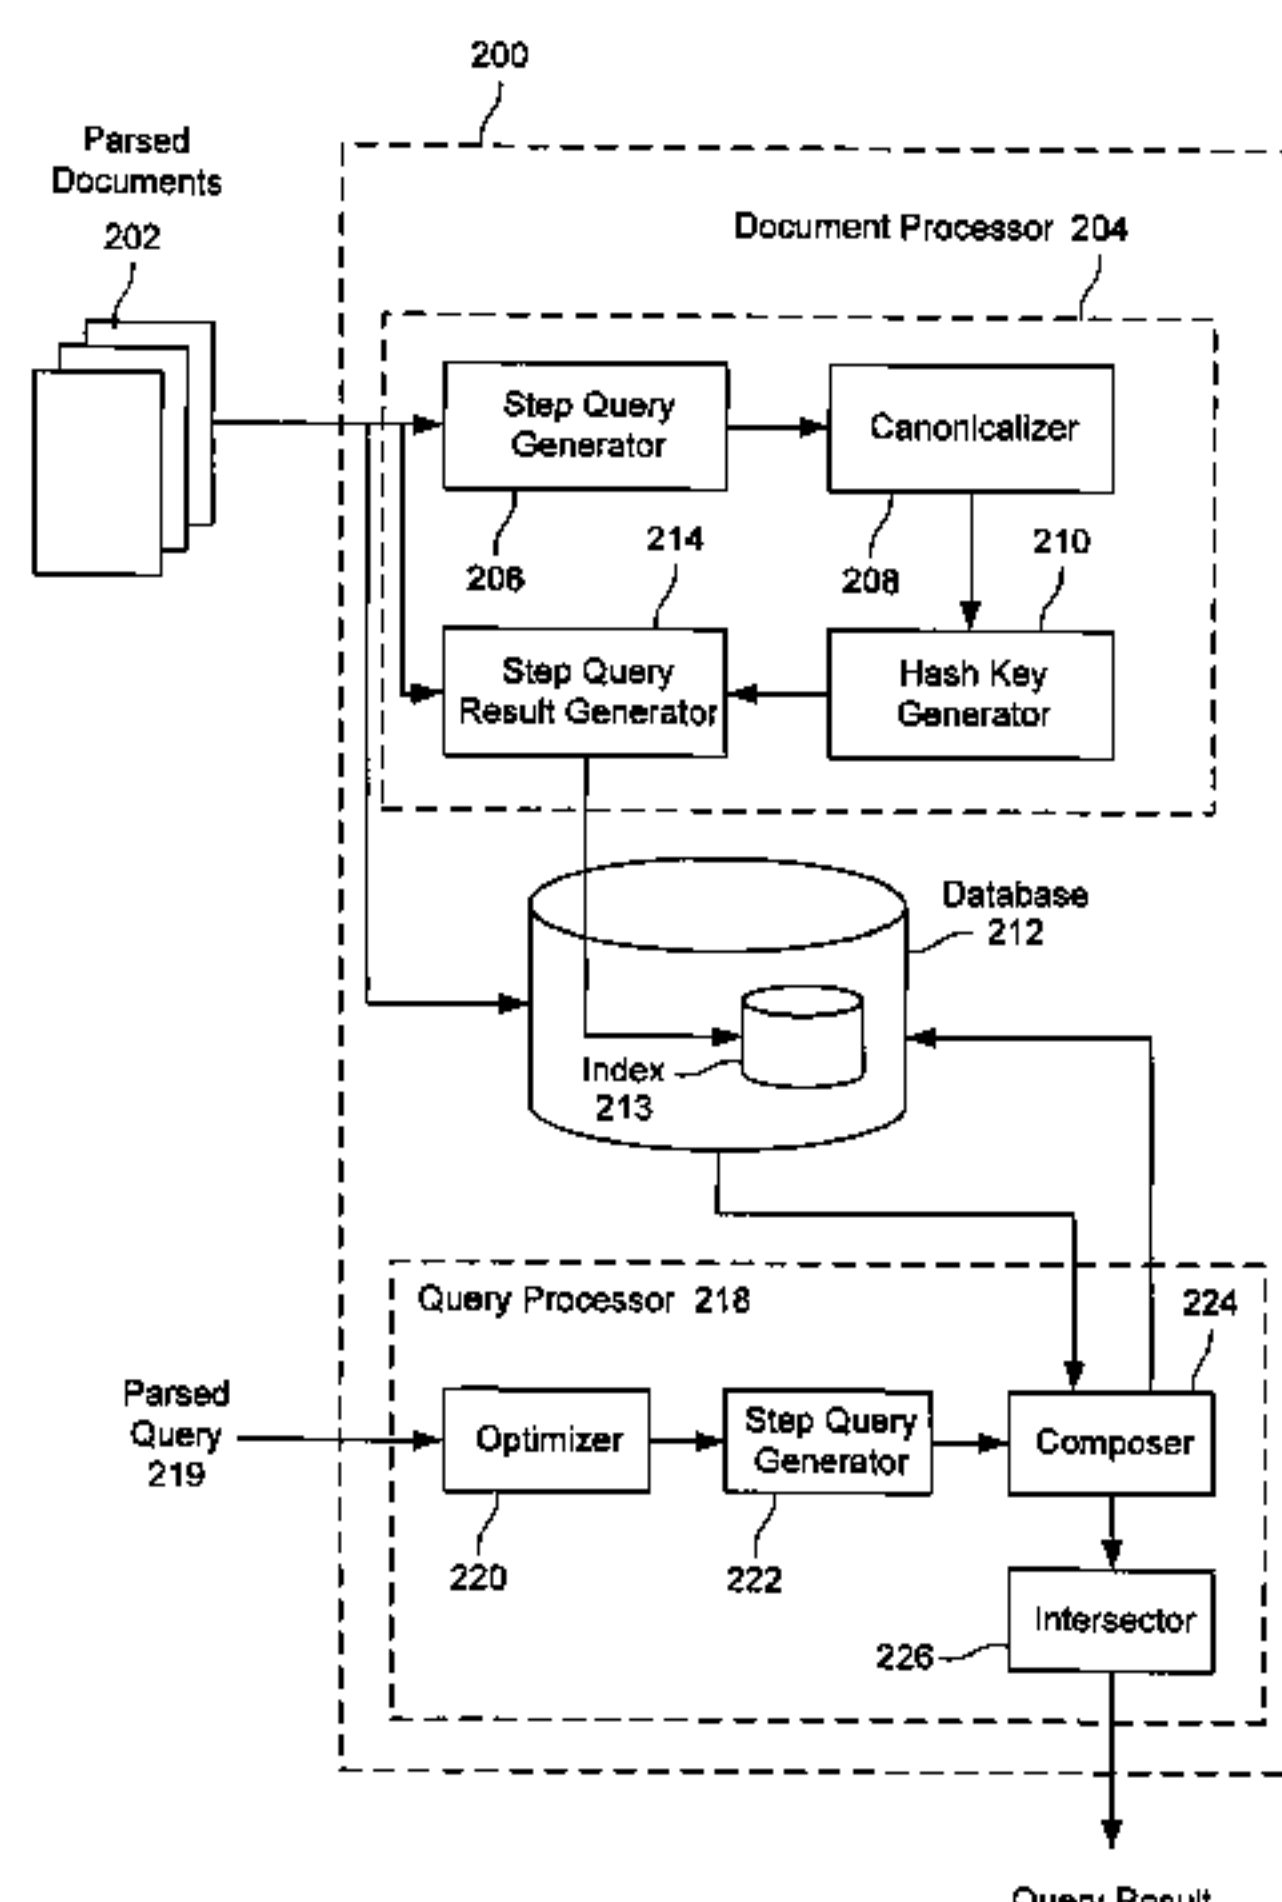 200
Parsed
Documents
202
Document Processor 204
Step Query
Generator
Canonicalizer
206
214
208
210
Step Query
Result Generator
Hash Key
Generator
Database
212
Index
213
Query Processor 218
224
Parsed
Query
219
Optimizer
Step Query
Generator
Composer
220
222
Intersector
226
Query Result